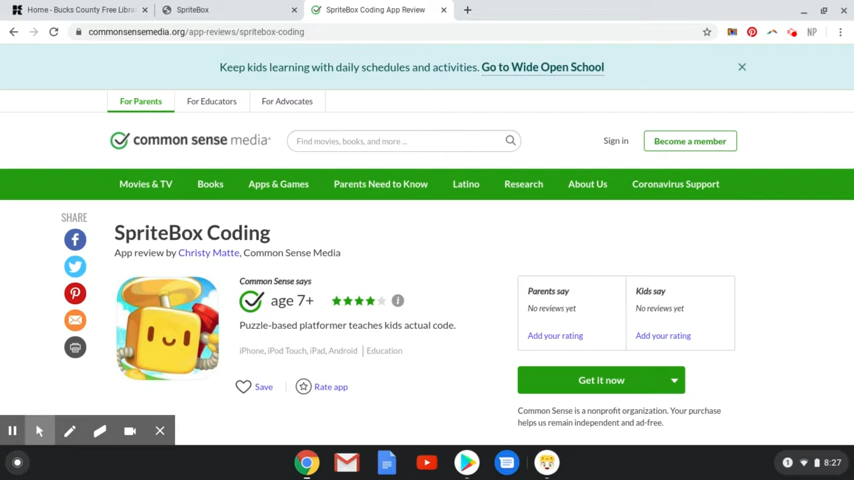 Home - Bucks County Free Libra
SpriteBox
SpriteBox Coding App Review
commonsensemedia.org/app-reviews/spritebox-coding
NP
Keep kids learning with daily schedules and activities. Go to Wide Open School
For Parents
For Educators
For Advocates
common sense media
Find movies, books, and more ...
Sign in
Become a member
Movies & TV
Books
Apps & Games
Parents Need to Know
Latino
Research
About Us
Coronavirus Support
SHARE
SpriteBox Coding
App review by Christy Matte, Common Sense Media
Common Sense says
age 7+
Puzzle-based platformer teaches kids actual code.
iPhone, iPod Touch, iPad, Android | Education
Save
Rate app
Parents say
No reviews yet
Add your rating
Kids say
No reviews yet
Add your rating
Get it now
Common Sense is a nonprofit organization. Your purchase
helps us remain independent and ad-free.
1
8:27